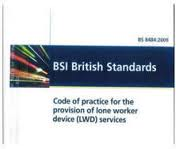 BS 8484:2009
BSI British Standards
Code of practice for the
provision of lone worker
device (LWD) services